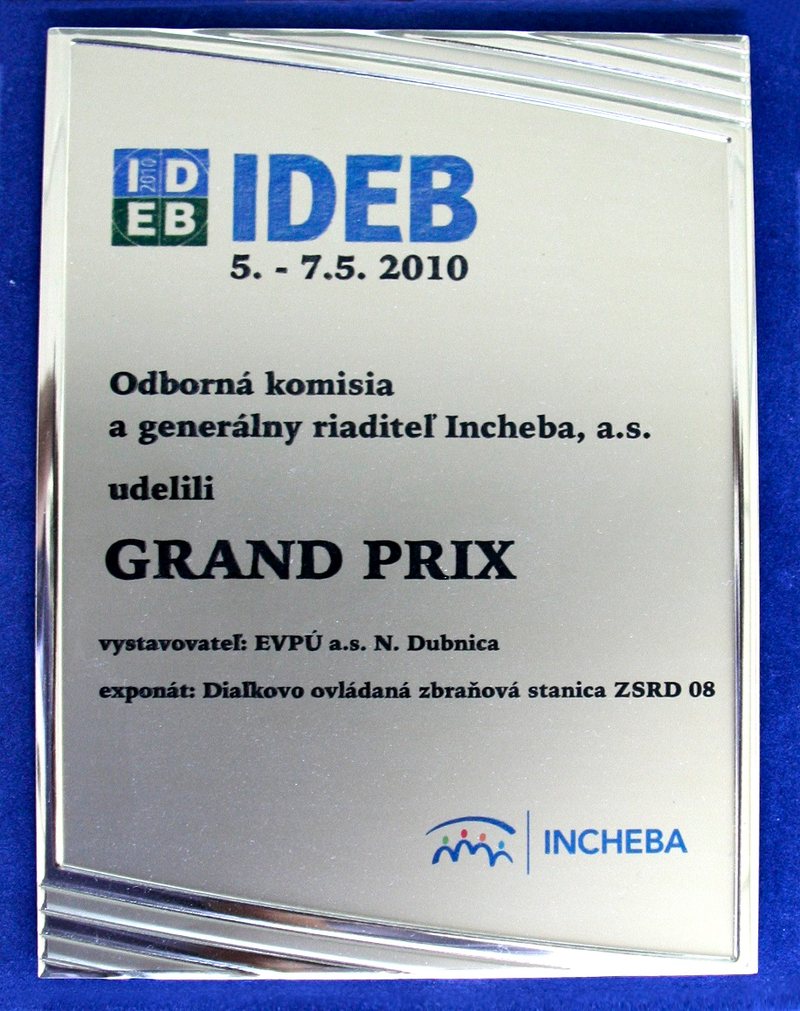 ID
2010
EB
IDEB
5. - 7.5. 2010
Odborná komisia
a generálny riaditeľ Incheba, a.s.
udelili
GRAND PRIX
vystavovateľ: EVPÚ a.s. N. Dubnica
exponát: Diaľkovo ovládaná zbraňová stanica ZSRD 08
INCHEBA